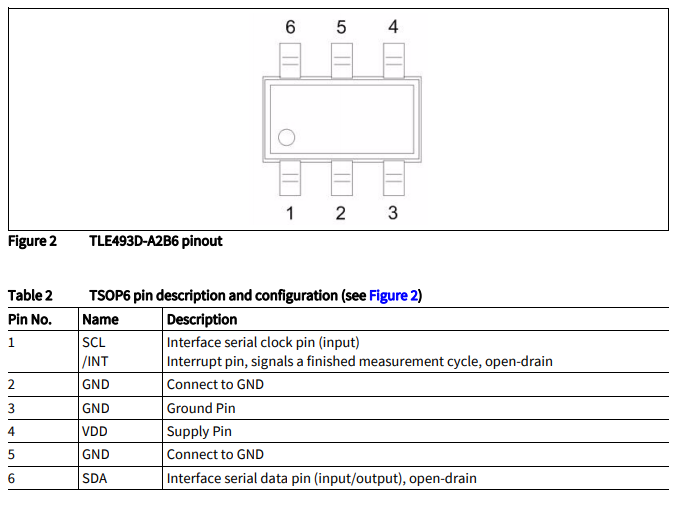 6 5 4
1 2 3
Figure 2 TLE493D-A2B6 pinout
Table 2 TSOP6 pin description and configuration (see Figure 2)
Pin No. Name Description
1 SCL Interface serial clock pin (input)
/INT Interrupt pin, signals a finished measurement cycle, open-drain
2 GND Connect to GND
3 GND Ground Pin
4 VDD Supply Pin
5 GND Connect to GND
6 SDA Interface serial data pin (input/output), open-drain